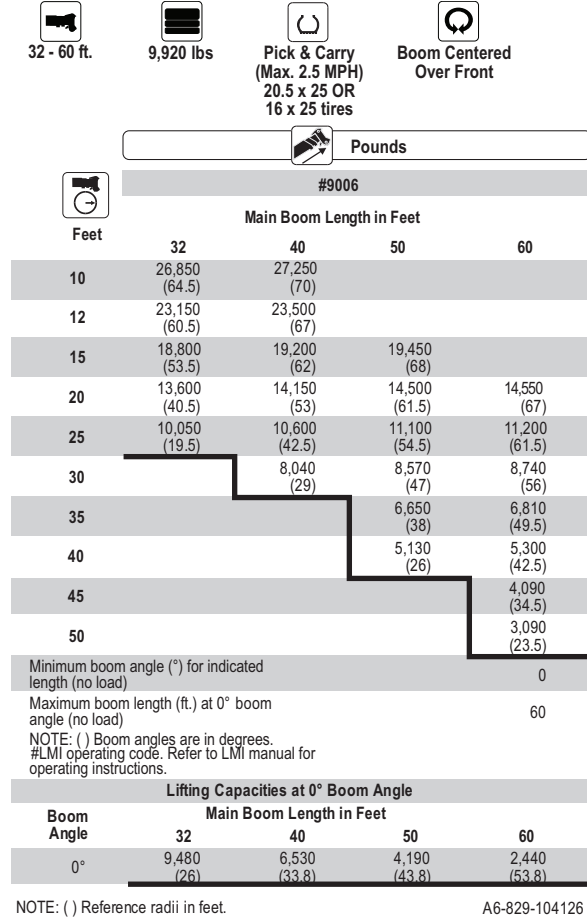 32 - 60 ft. 9,920 lbs Pick & Carry Boom Centered
(Max. 2.5 MPH) Over Front
20.5 x 25 OR
16 x 25 tires
Pounds
#9006
Feet
Main Boom Length in Feet
32 40 50 60
10 26,850 27,250
(64.5) (70)
12 23,150 23,500
(60.5) (67)
15 18,800 19,200 19,450
(53.5) (62) (68)
20 13,600 14,150 14,500 14,550
(40.5) (53) (61.5) (67)
25 10,050 10,600 11,100 11,200
(19.5) (42.5) (54.5) (61.5)
30 8,040 8,570 8,740
(29) (47) (56)
35 6,650 6,810
(38) (49.5)
40 5,130 5,300
(26) (42.5)
45 4,090
(34.5)
50 3,090
(23.5)
Minimum boom angle (°) for indicated
length (no load) 0
Maximum boom length (ft.) at 0° boom
angle (no load) 60
NOTE: ( ) Boom angles are in degrees.
#LMI operating code. Refer to LMI manual for
operating instructions.
Lifting Capacities at 0° Boom Angle
Boom Main Boom Length in Feet
Angle 32 40 50 60
0° 9,480 6,530 4,190 2,440
(26) (33.8) (43.8) (53.8)
NOTE: ( ) Reference radii in feet. A6-829-104126